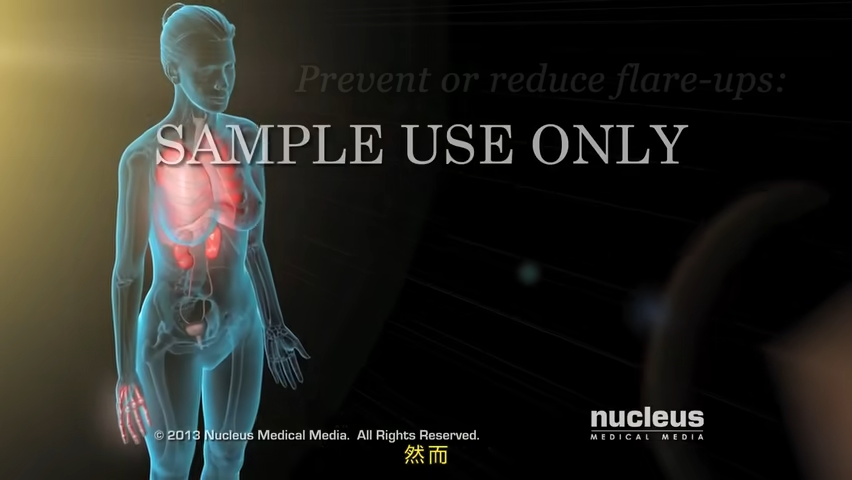 Prevent or reduce flare-ups:
SAMPLE USE ONLY
nucleus
MEDICAL MEDIA
© 2013 Nucleus Medical Media. All Rights Reserved.
然而